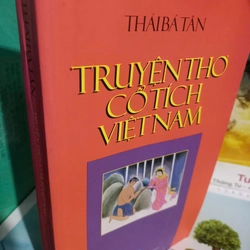 THÁI BÁ TÂN
TRUYỆN THƠ
CỔ TÍCH
VIỆT NAM